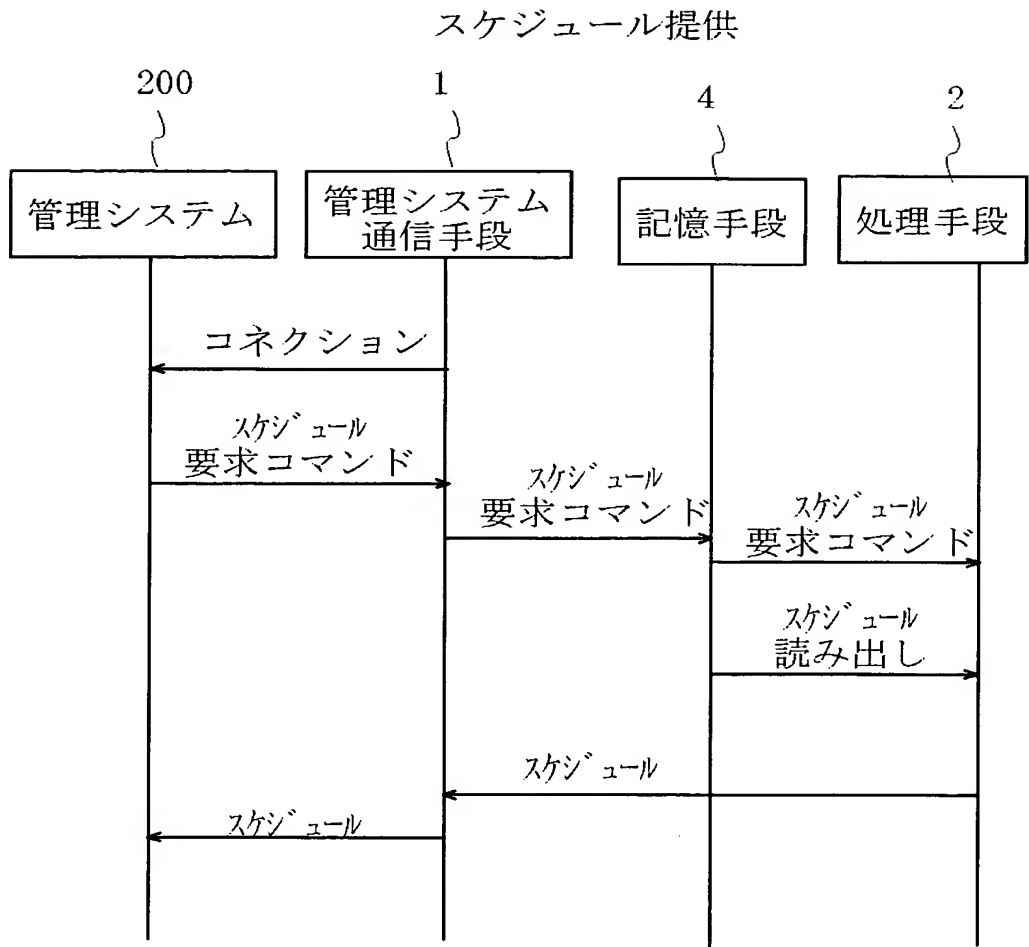 スケジュール提供
200
1
4
2
管理システム
管理システム
通信手段
記憶手段
処理手段
コネクション
スケジュール
要求コマンド
スケジュール
要求コマンド
スケジュール
要求コマンド
スケジュール
読み出し
スケジュール
スケジュール